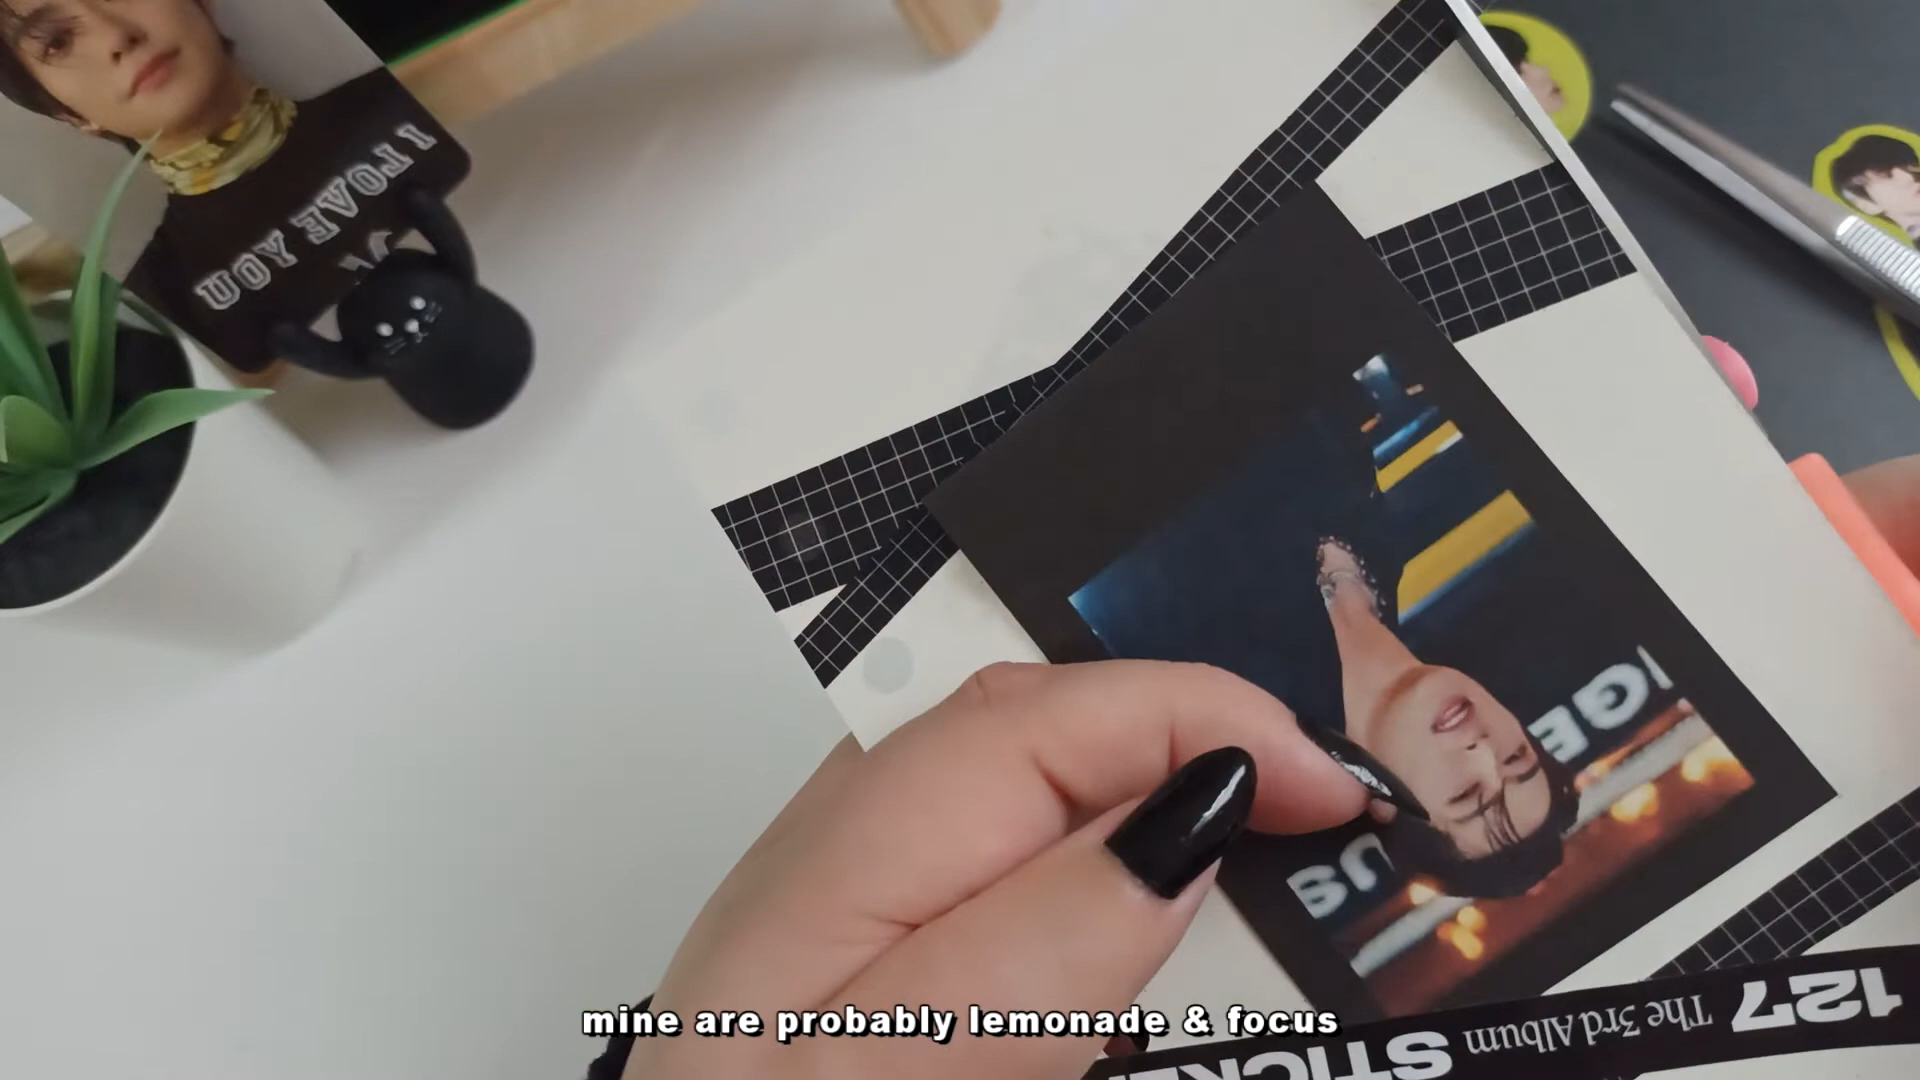 I LOVE YOU
127 The 3rd Album
STICKE
mine are probably lemonade & focus